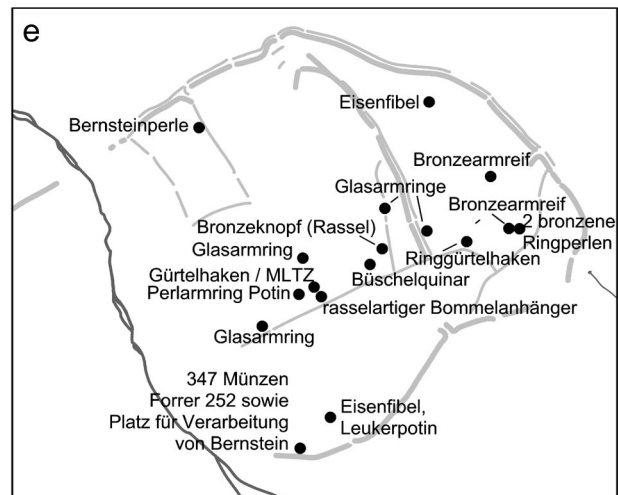 e
Eisenfibel
Bernsteinperle
Bronzearmreif
Glasarmringe
Bronzearmreif
2 bronzene
Ringperlen
Bronzeknopf (Rassel)
Glasarmring
Ringgürtelhaken
Büschelquinar
Gürtelhaken / MLTZ
Perlarmring Potin
rasselartiger Bommelanhänger
Glasarmring
347 Münzen
Forrer 252 sowie
Platz für Verarbeitung
von Bernstein
Eisenfibel,
Leukerpotin